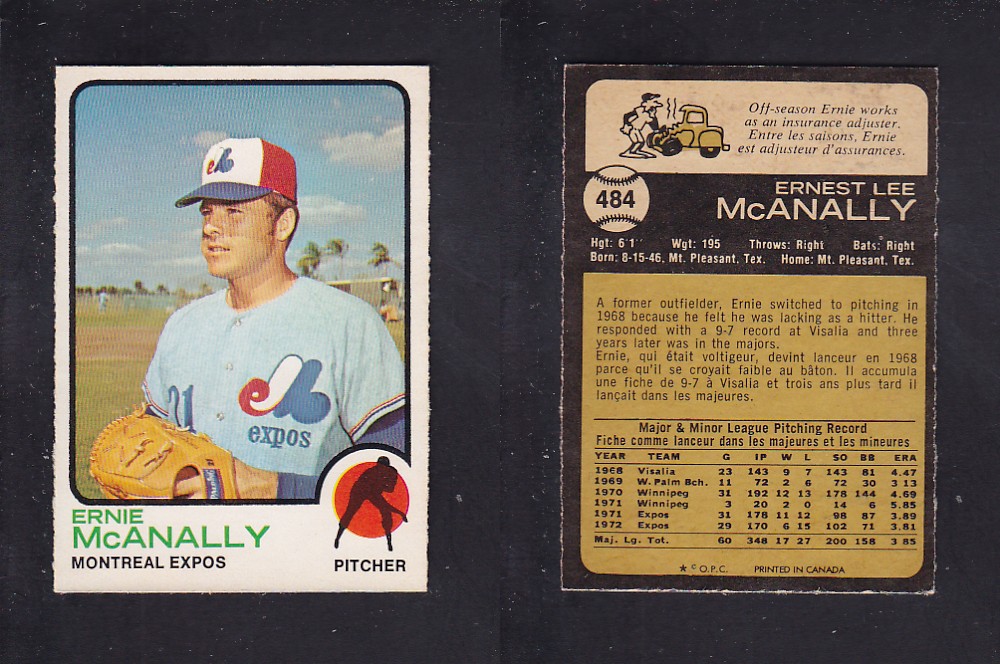 e
21
expos
ERNIE
McANALLY
MONTREAL EXPOS
PITCHER
Off-season Ernie works
as an insurance adjuster.
Entre les saisons, Ernie
est adjusteur d'assurances.
484
ERNEST LEE
McANALLY
Hgt: 6'1" Wgt: 195 Throws: Right Bats: Right
Born: 8-15-46, Mt. Pleasant, Tex. Home: Mt. Pleasant, Tex.
A former outfielder, Ernie switched to pitching in
1968 because he felt he was lacking as a hitter. He
responded with a 9-7 record at Visalia and three
years later was in the majors.
Ernie, qui était voltigeur, devint lanceur en 1968
parce qu'il se croyait faible au bâton. Il accumula
une fiche de 9-7 à Visalia et trois ans plus tard il
lançait dans les majeures.
Major & Minor League Pitching Record
Fiche comme lanceur dans les majeures et les mineures
YEAR TEAM G IP W L SO BB ERA
1968 Visalia 23 143 9 7 143 81 4.47
1969 W. Palm Bch. 11 72 2 6 72 30 3.13
1970 Winnipeg 31 192 12 13 178 144 4.69
1971 Winnipeg 3 20 2 0 14 6 5.85
1971 Expos 31 178 11 12 98 87 3.89
1972 Expos 29 170 6 15 102 71 3.81
Maj. Lg. Tot. 60 348 17 27 200 158 3.85
★ © O.P.C. PRINTED IN CANADA